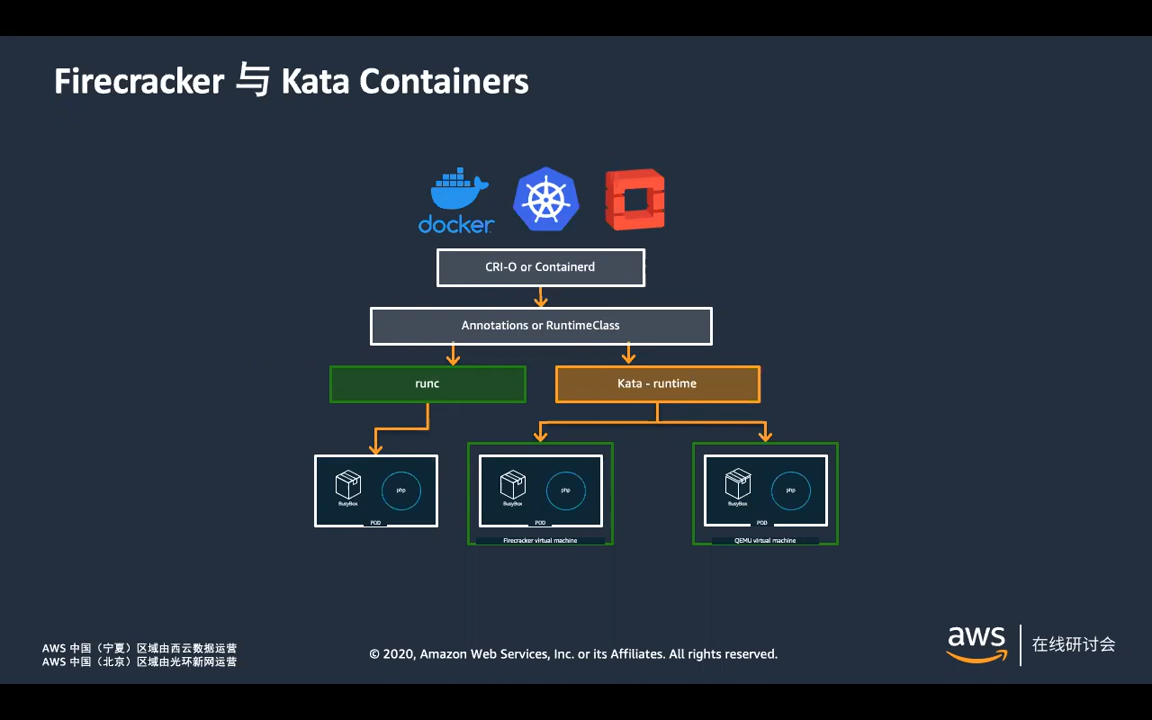 Firecracker 与 Kata Containers
docker
CRI-O or Containerd
Annotations or RuntimeClass
runc
Kata - runtime
BusyBox
php
POD
BusyBox
php
POD
Firecracker virtual machine
BusyBox
php
POD
QEMU virtual machine
AWS 中国（宁夏）区域由西云数据运营
AWS 中国（北京）区域由光环新网运营
© 2020, Amazon Web Services, Inc. or its Affiliates. All rights reserved.
aws
在线研讨会